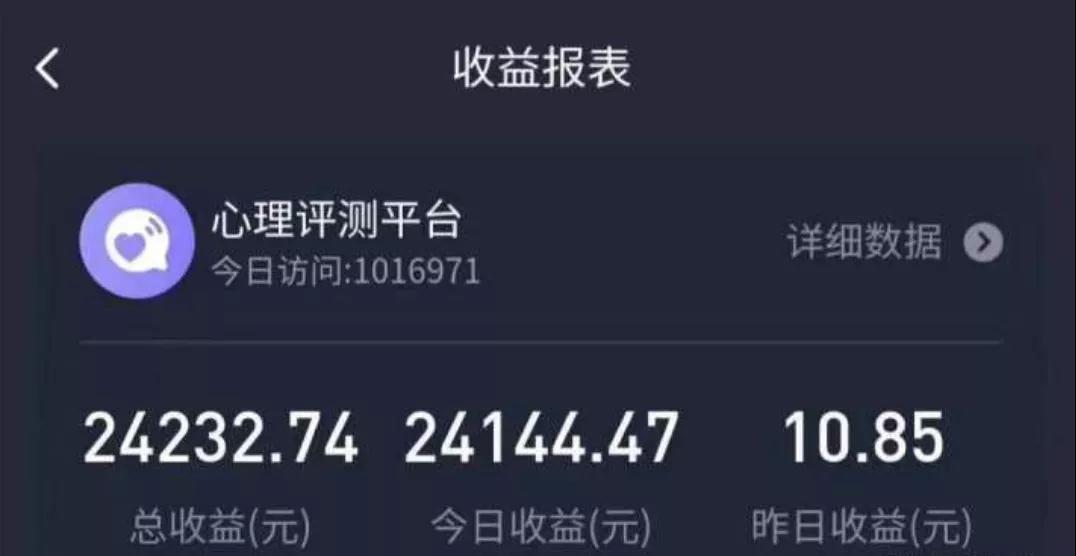 收益报表
心理评测平台
今日访问:1016971
详细数据
24232.74 24144.47 10.85
总收益(元) 今日收益(元) 昨日收益(元)